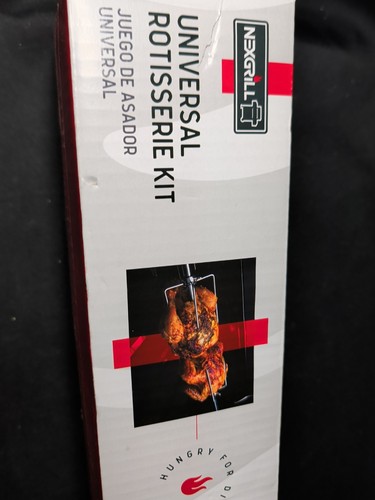 NEXGRILL
UNIVERSAL
ROTISSERIE KIT
JUEGO DE ASADOR
UNIVERSAL
HUNGRY FOR